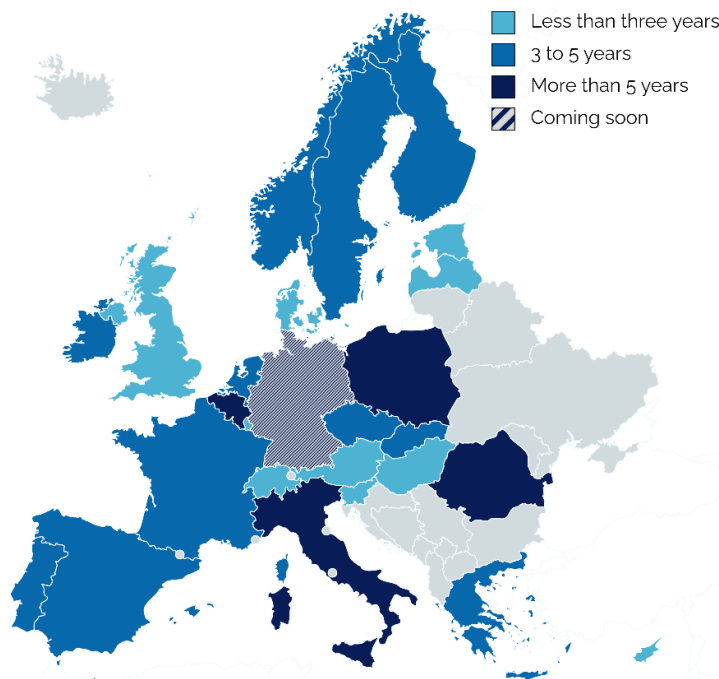 Less than three years
3 to 5 years
More than 5 years
Coming soon